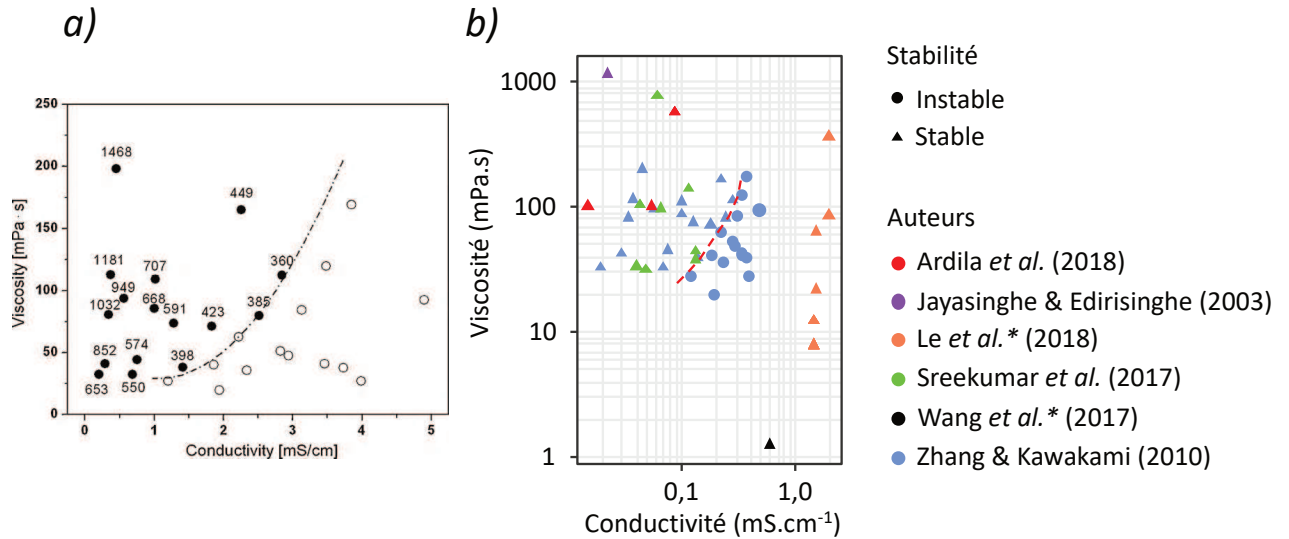 a)
250
200
150
100
50
0
Viscosity [mPa · s]
1468
449
1181
707
360
949
668
1032
591
423
385
852
574
398
653
550
0
1
2
3
4
5
Conductivity [mS/cm]
b)
1000
100
10
1
Viscosité (mPa.s)
0,1
1,0
Conductivité (mS.cm-1)
Stabilité
Instable
Stable
Auteurs
Ardila et al. (2018)
Jayasinghe & Edirisinghe (2003)
Le et al.* (2018)
Sreekumar et al. (2017)
Wang et al.* (2017)
Zhang & Kawakami (2010)